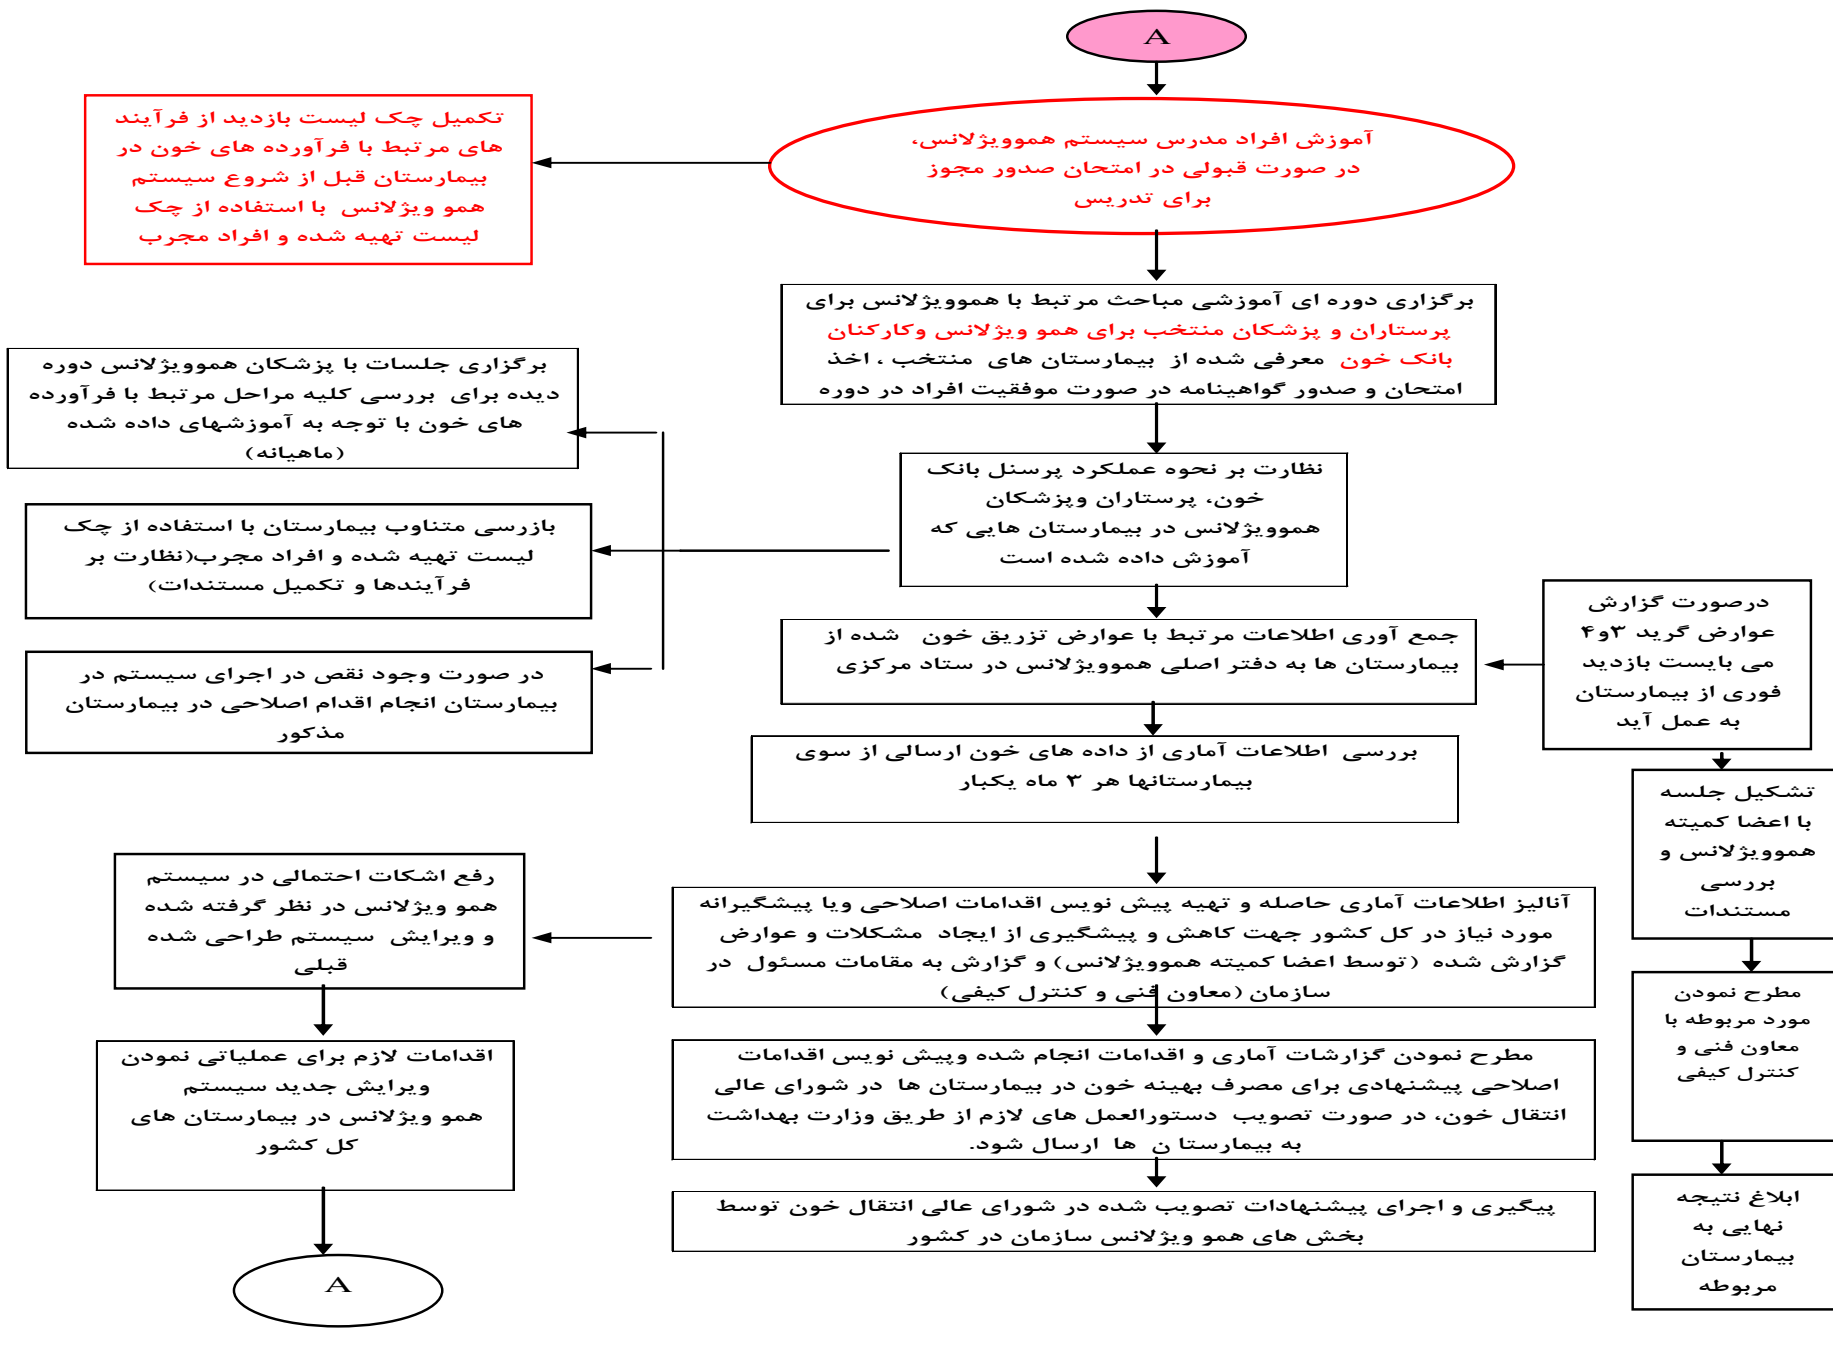 A
آموزش افراد مدرس سیستم هموویژلانس،
در صورت قبولی در امتحان صدور مجوز
برای تدریس
تکمیل چک لیست بازدید از فرآیند
های مرتبط با فرآورده های خون در
بیمارستان قبل از شروع سیستم
همو ویژلانس با استفاده از چک
لیست تهیه شده و افراد مجرب
برگزاری دوره ای آموزشی مباحث مرتبط با هموویژلانس برای
پرستاران و پزشکان منتخب برای همو ویژلانس وکارکنان
بانک خون معرفی شده از بیمارستان های منتخب ، اخذ
امتحان و صدور گواهینامه در صورت موفقیت افراد در دوره
برگزاری جلسات با پزشکان هموویژلانس دوره
دیده برای بررسی کلیه مراحل مرتبط با فرآورده
های خون با توجه به آموزشهای داده شده
(ماهیانه)
نظارت بر نحوه عملکرد پرسنل بانک
خون، پرستاران وپزشکان
هموویژلانس در بیمارستان هایی که
آموزش داده شده است
بازرسی متناوب بیمارستان با استفاده از چک
لیست تهیه شده و افراد مجرب(نظارت بر
فرآیندها و تکمیل مستندات)
در صورت وجود نقص در اجرای سیستم در
بیمارستان انجام اقدام اصلاحی در بیمارستان
مذکور
درصورت گزارش
عوارض گرید ۳و۴
می بایست بازدید
فوری از بیمارستان
به عمل آید
جمع آوری اطلاعات مرتبط با عوارض تزریق خون شده از
بیمارستان ها به دفتر اصلی هموویژلانس در ستاد مرکزی
بررسی اطلاعات آماری از داده های خون ارسالی از سوی
بیمارستانها هر ۳ ماه یکبار
تشکیل جلسه
با اعضا کمیته
هموویژلانس و
بررسی
مستندات
آنالیز اطلاعات آماری حاصله و تهیه پیش نویس اقدامات اصلاحی ویا پیشگیرانه
مورد نیاز در کل کشور جهت کاهش و پیشگیری از ایجاد مشکلات و عوارض
گزارش شده (توسط اعضا کمیته هموویژلانس) و گزارش به مقامات مسئول در
سازمان (معاون فنی و کنترل کیفی)
رفع اشکات احتمالی در سیستم
همو ویژلانس در نظر گرفته شده
و ویرایش سیستم طراحی شده
قبلی
مطرح نمودن
مورد مربوطه با
معاون فنی و
کنترل کیفی
مطرح نمودن گزارشات آماری و اقدامات انجام شده وپیش نویس اقدامات
اصلاحی پیشنهادی برای مصرف بهینه خون در بیمارستان ها در شورای عالی
انتقال خون، در صورت تصویب دستورالعمل های لازم از طریق وزارت بهداشت
به بیمارستا ن ها ارسال شود.
اقدامات لازم برای عملیاتی نمودن
ویرایش جدید سیستم
همو ویژلانس در بیمارستان های
کل کشور
ابلاغ نتیجه
نهایی به
بیمارستان
مربوطه
پیگیری و اجرای پیشنهادات تصویب شده در شورای عالی انتقال خون توسط
بخش های همو ویژلانس سازمان در کشور
A